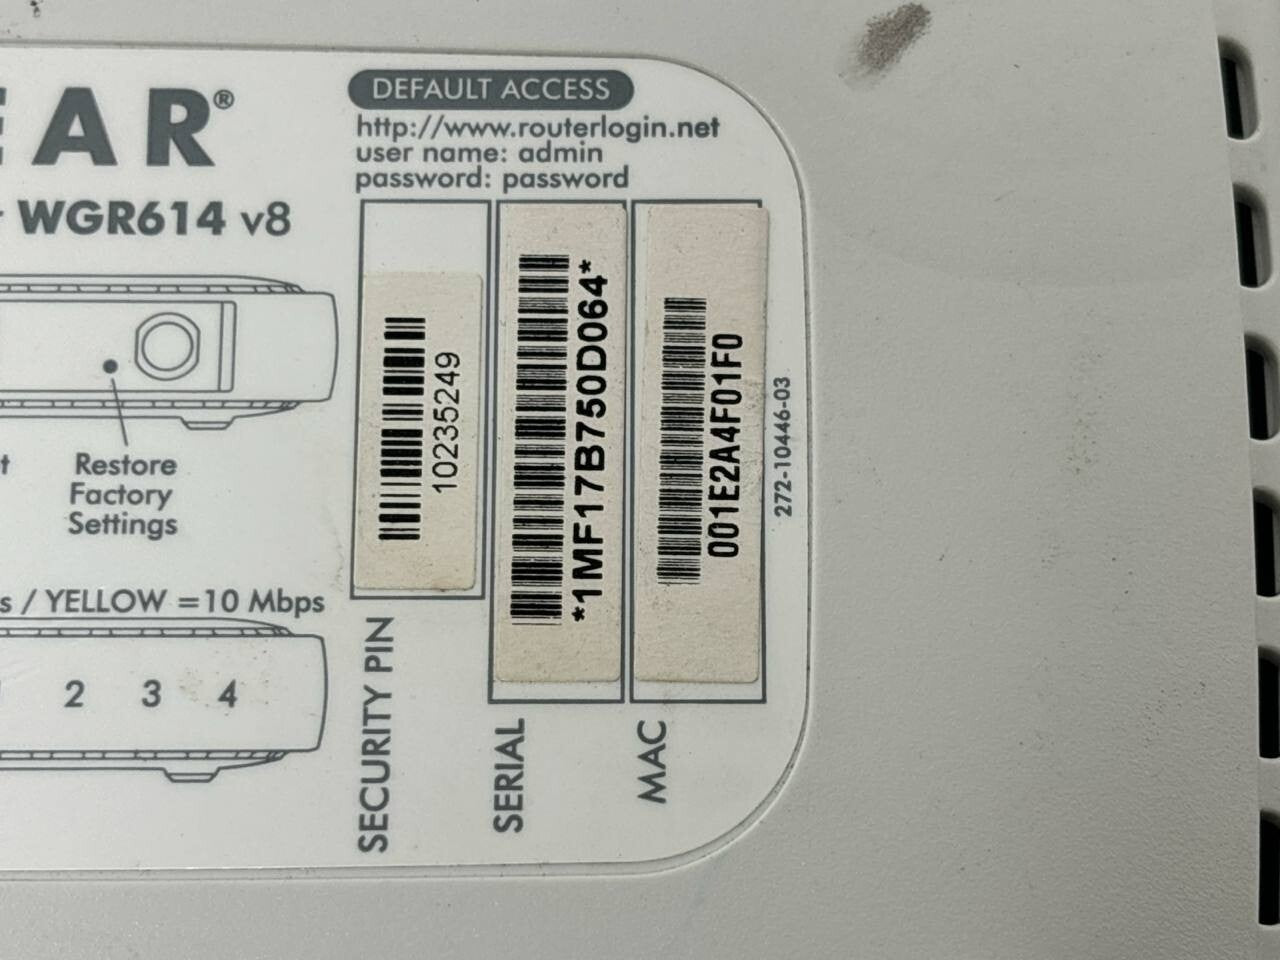 EAR®
WGR614 v8
DEFAULT ACCESS
http://www.routerlogin.net
user name: admin
password: password
Restore
Factory
Settings
s / YELLOW =10 Mbps
2 3 4
10235249
SECURITY PIN
*1MF17B750D064*
SERIAL
001E2A4F01F0
MAC
272-10446-03